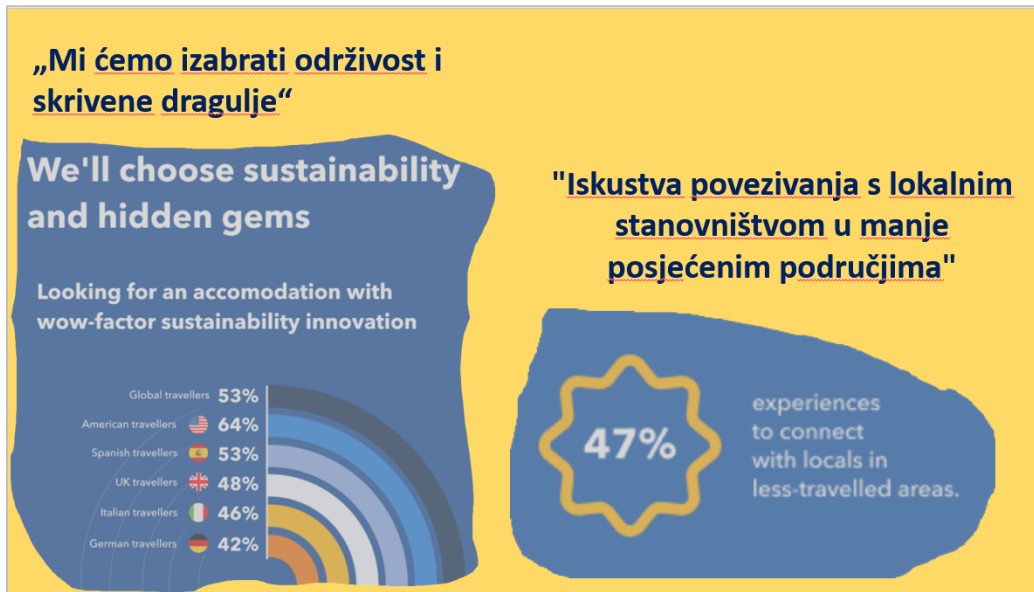 „Mi ćemo izabrati održivost i
skrivene dragulje“
We'll choose sustainability
and hidden gems
Looking for an accomodation with
wow-factor sustainability innovation
Global travellers 53%
American travellers 64%
Spanish travellers 53%
UK travellers 48%
Italian travellers 46%
German travellers 42%
"Iskustva povezivanja s lokalnim
stanovništvom u manje
posjećenim područjima"
47%
experiences
to connect
with locals in
less-travelled areas.